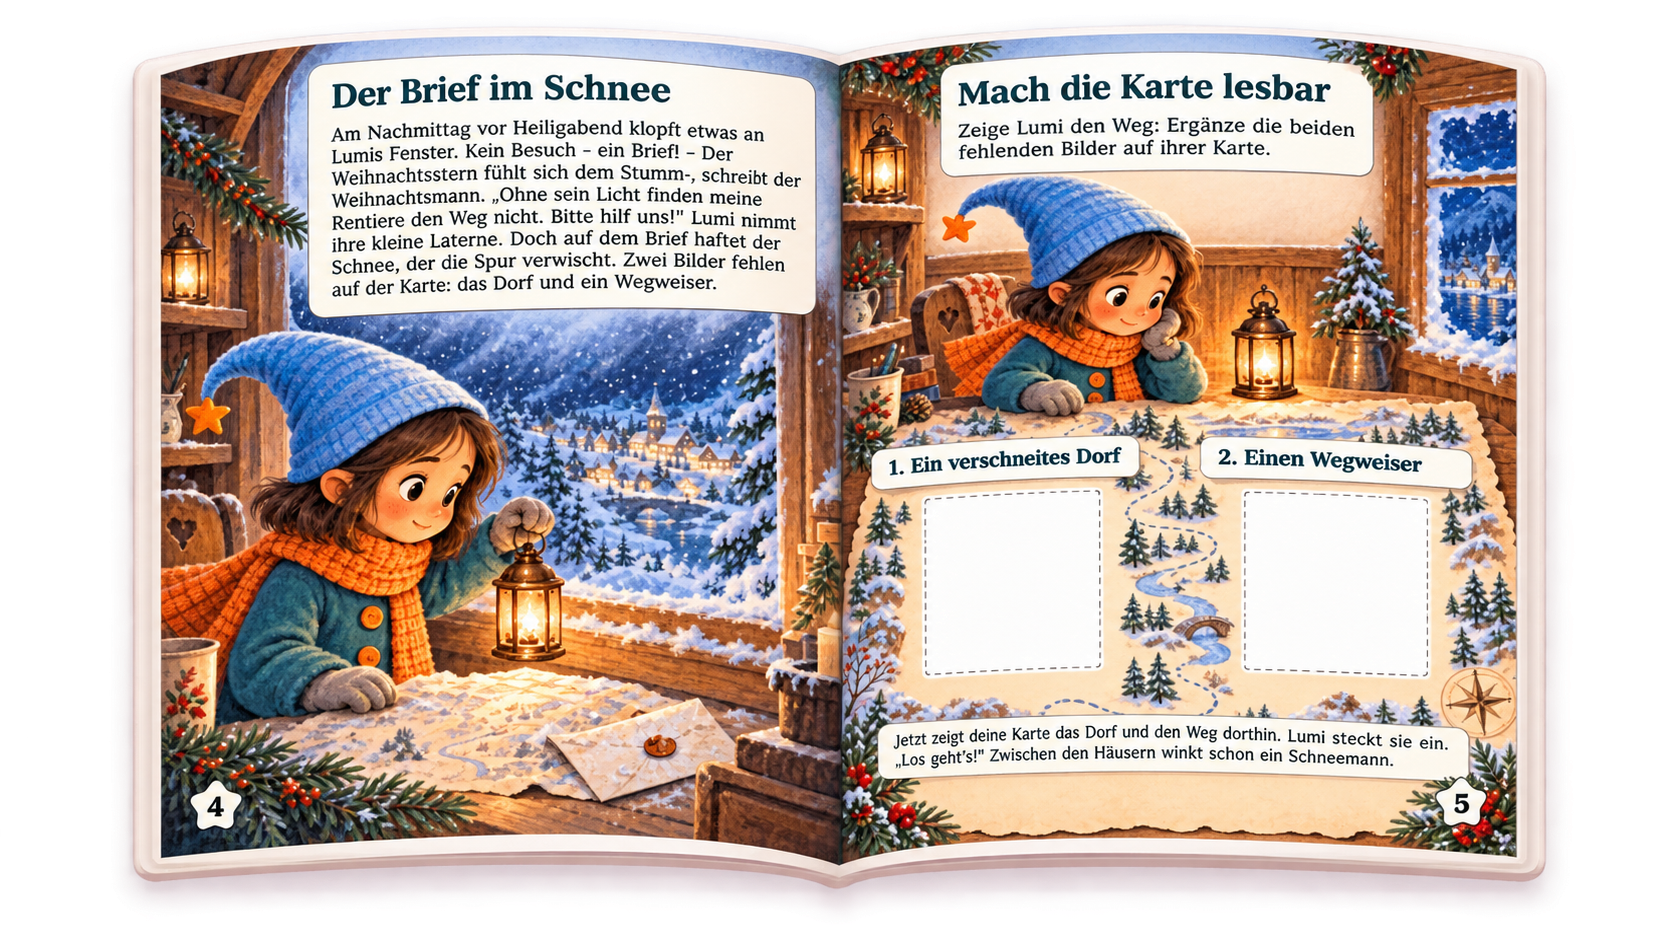 Der Brief im Schnee
Am Nachmittag vor Heiligabend klopft etwas an
Lumis Fenster. Kein Besuch – ein Brief! – Der
Weihnachtsstern fühlt sich dem Stumm-, schreibt der
Weihnachtsmann. „Ohne sein Licht finden meine
Rentiere den Weg nicht. Bitte hilf uns!" Lumi nimmt
ihre kleine Laterne. Doch auf dem Brief haftet der
Schnee, der die Spur verwischt. Zwei Bilder fehlen
auf der Karte: das Dorf und ein Wegweiser.
4
Mach die Karte lesbar
Zeige Lumi den Weg: Ergänze die beiden
fehlenden Bilder auf ihrer Karte.
1. Ein verschneites Dorf
2. Einen Wegweiser
Jetzt zeigt deine Karte das Dorf und den Weg dorthin. Lumi steckt sie ein.
„Los geht's!" Zwischen den Häusern winkt schon ein Schneemann.
5